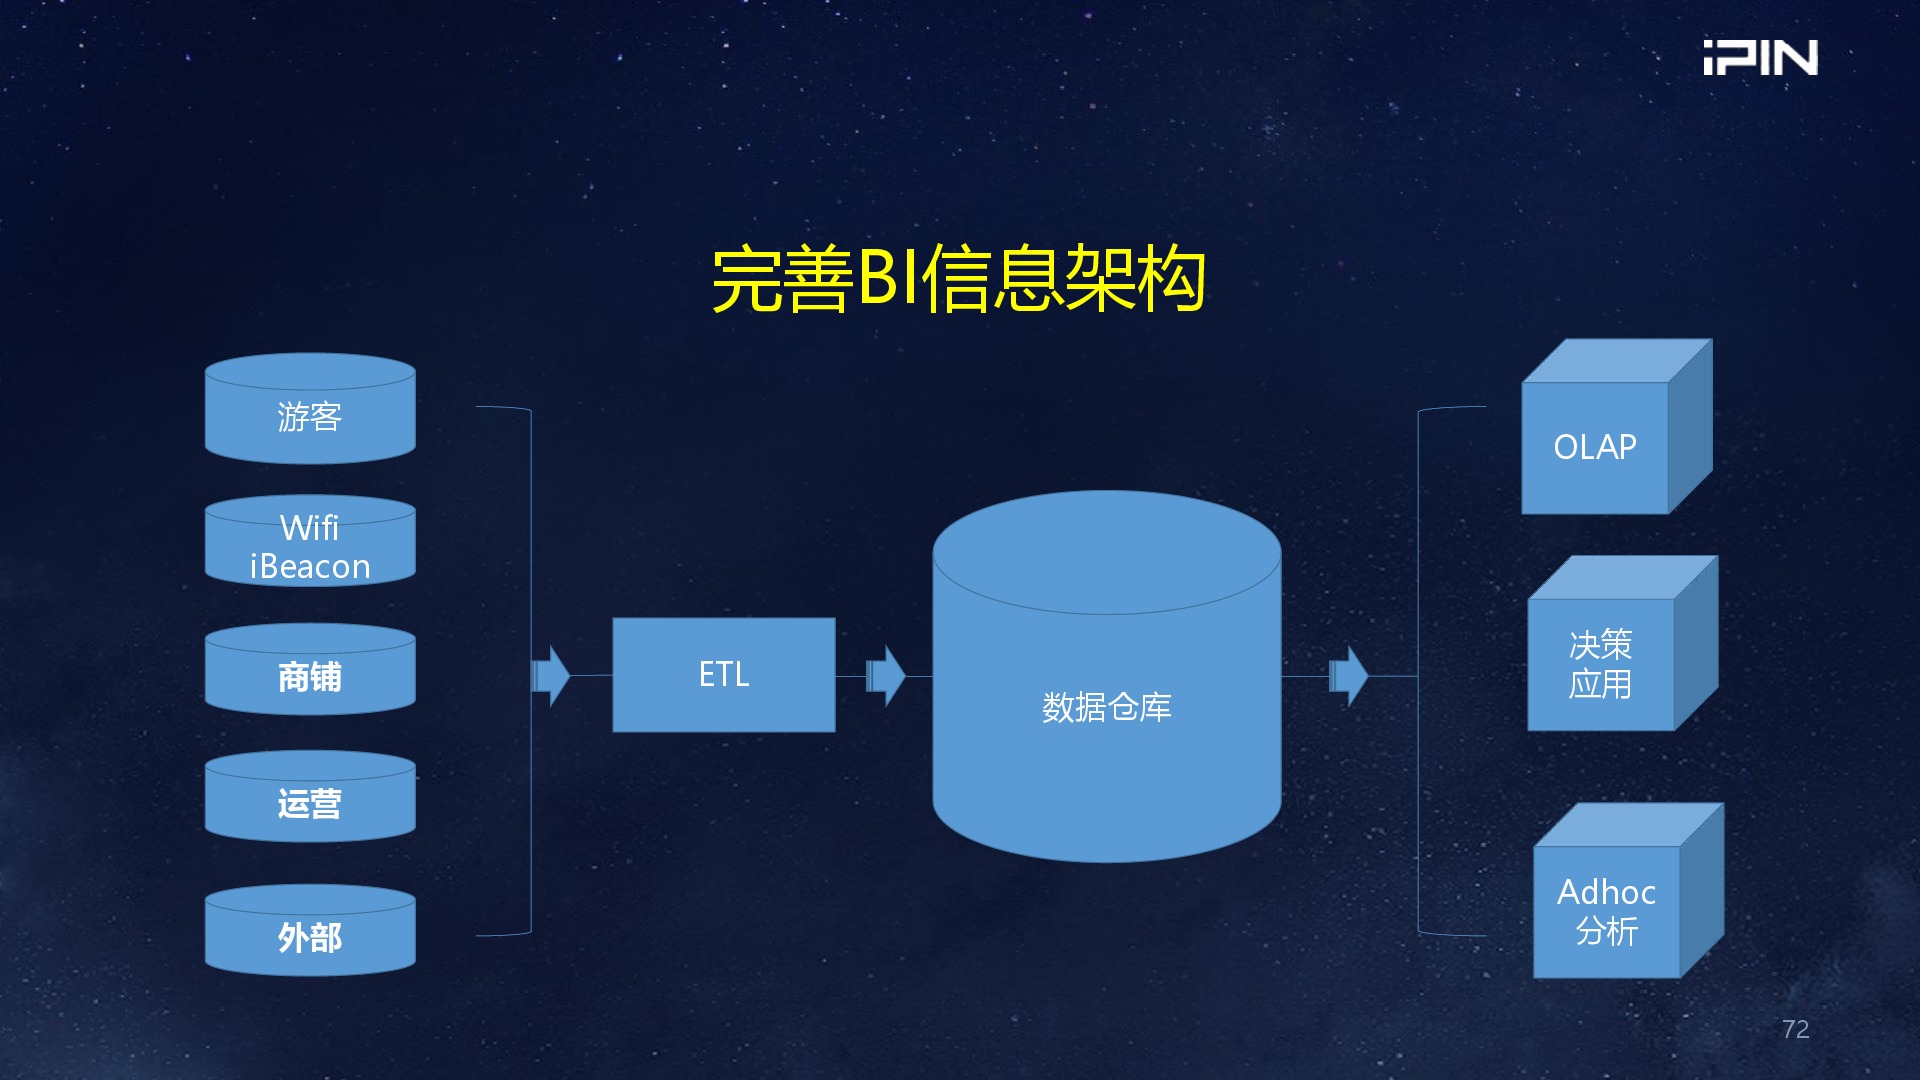 iPIN
完善BI信息架构
游客
Wifi
iBeacon
商铺
运营
外部
ETL
数据仓库
OLAP
决策
应用
Adhoc
分析
72